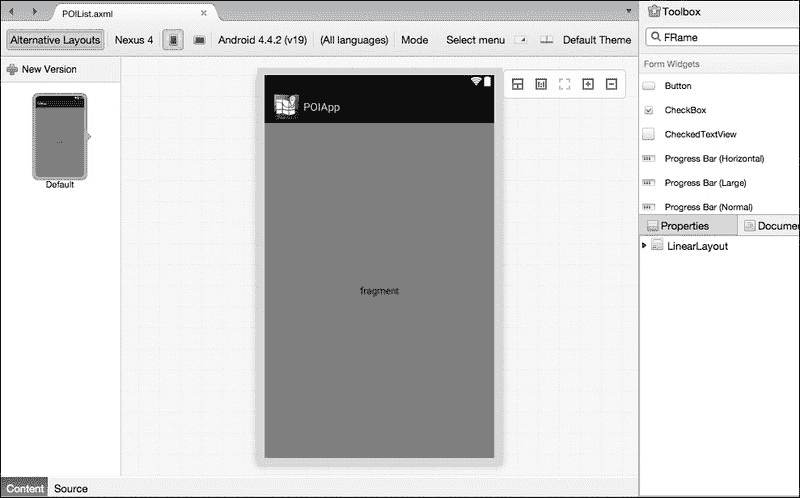 POIList.axml
Toolbox
Alternative Layouts
Nexus 4
Android 4.4.2 (v19)
(All languages)
Mode
Select menu
Default Theme
FRame
New Version
Form Widgets
Button
CheckBox
CheckedTextView
Progress Bar (Horizontal)
Progress Bar (Large)
Progress Bar (Normal)
Default
POIApp
fragment
Properties
Docume
LinearLayout
Content
Source